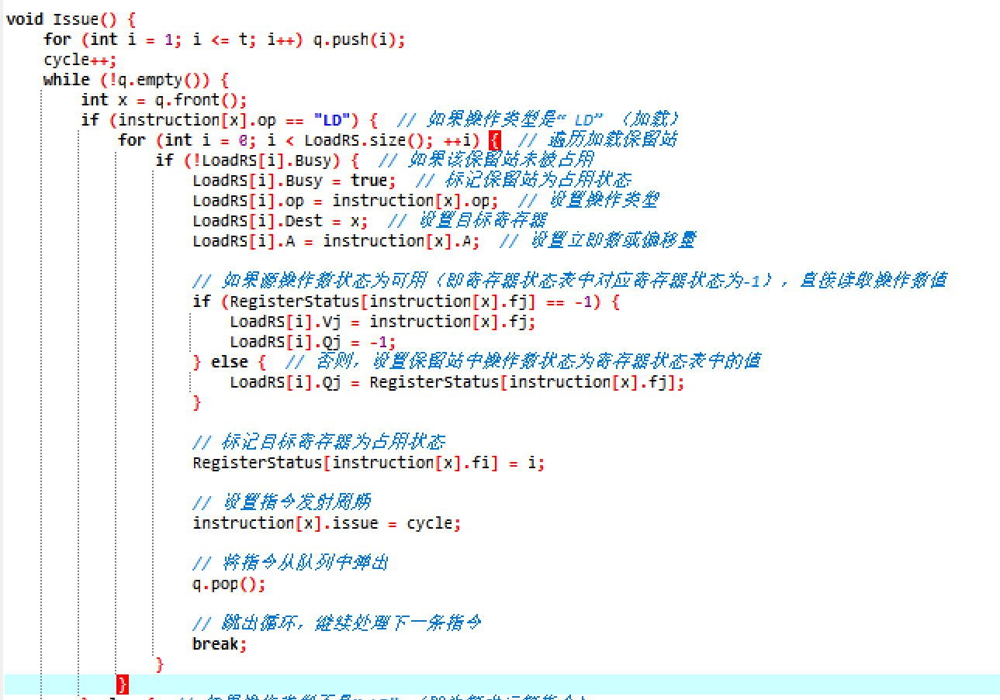 void Issue() {
for (int i = 1; i <= t; i++) q.push(i);
cycle++;
while (!q.empty()) {
int x = q.front();
if (instruction[x].op == "LD") { // 如果操作类型是“ LD” （加载）
for (int i = 0; i < LoadRS.size(); ++i) { // 遍历加载保留站
if (!LoadRS[i].Busy) { // 如果该保留站未被占用
LoadRS[i].Busy = true; // 标记保留站为占用状态
LoadRS[i].op = instruction[x].op; // 设置操作类型
LoadRS[i].Dest = x; // 设置目标寄存器
LoadRS[i].A = instruction[x].A; // 设置立即数或偏移量
// 如果源操作数状态为可用（即寄存器状态表中对应寄存器状态为-1），直接读取操作数值
if (RegisterStatus[instruction[x].fj] == -1) {
LoadRS[i].Vj = instruction[x].fj;
LoadRS[i].Qj = -1;
} else { // 否则，设置保留站中操作数状态为寄存器状态表中的值
LoadRS[i].Qj = RegisterStatus[instruction[x].fj];
}
// 标记目标寄存器为占用状态
RegisterStatus[instruction[x].fi] = i;
// 设置指令发射周期
instruction[x].issue = cycle;
// 将指令从队列中弹出
q.pop();
// 跳出循环，继续处理下一条指令
break;
}
}